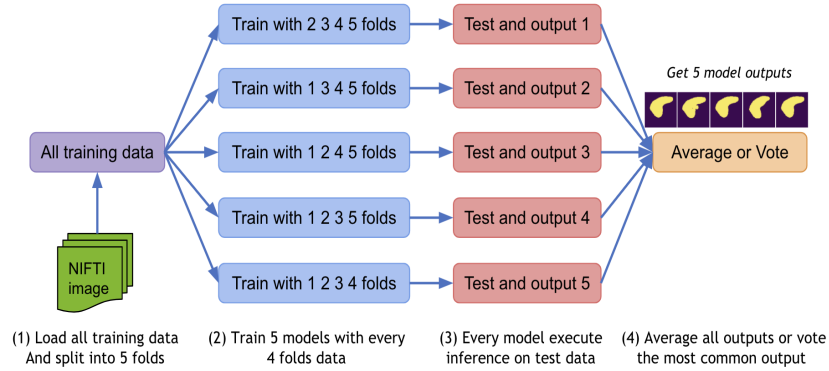 Train with 2 3 4 5 folds
Test and output 1
Train with 1 3 4 5 folds
Test and output 2
Get 5 model outputs
All training data
Train with 1 2 4 5 folds
Test and output 3
Average or Vote
Train with 1 2 3 5 folds
Test and output 4
NIFTI
image
Train with 1 2 3 4 folds
Test and output 5
(1) Load all training data
And split into 5 folds
(2) Train 5 models with every
4 folds data
(3) Every model execute
inference on test data
(4) Average all outputs or vote
the most common output